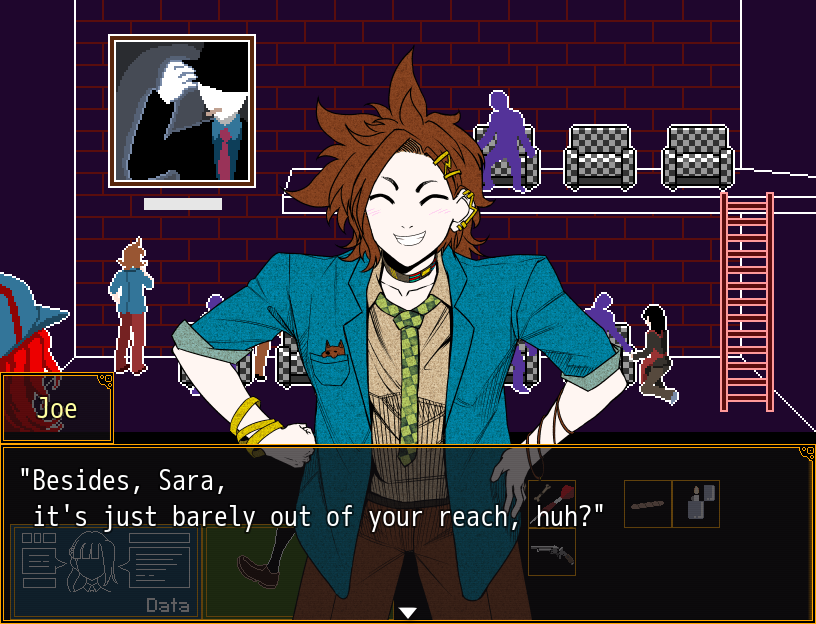 Joe
"Besides, Sara,
it's just barely out of your reach, huh?"
Data